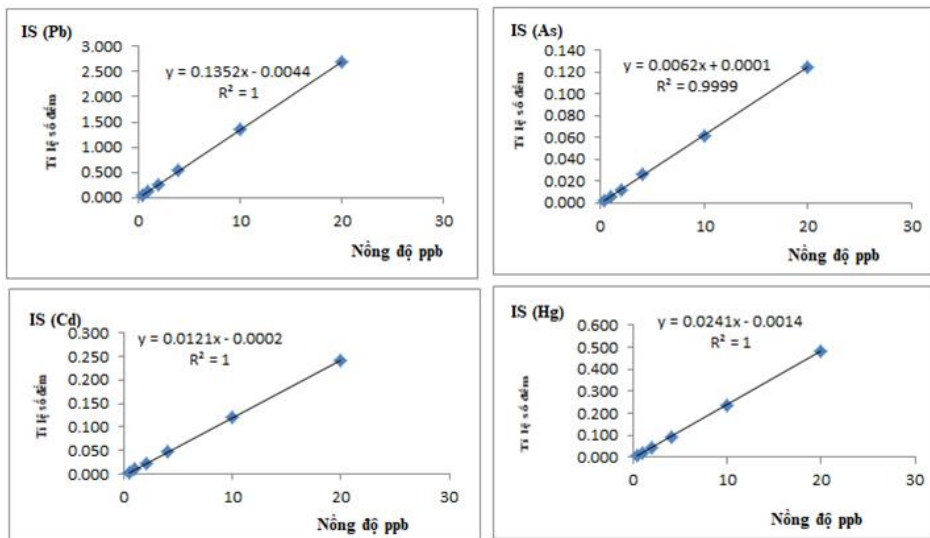 IS (Pb)
3.000
2.500
2.000
1.500
1.000
0.500
0.000
y = 0.1352x - 0.0044
R² = 1
Tỉ lệ số đếm
0
10
20
30
Nồng độ ppb
IS (As)
0.140
0.120
0.100
0.080
0.060
0.040
0.020
0.000
y = 0.0062x + 0.0001
R² = 0.9999
Tỉ lệ số đếm
0
10
20
30
Nồng độ ppb
IS (Cd)
0.300
0.250
0.200
0.150
0.100
0.050
0.000
y = 0.0121x - 0.0002
R² = 1
Tỉ lệ số đếm
0
10
20
30
Nồng độ ppb
IS (Hg)
0.600
0.500
0.400
0.300
0.200
0.100
0.000
y = 0.0241x - 0.0014
R² = 1
Tỉ lệ số đếm
0
10
20
30
Nồng độ ppb